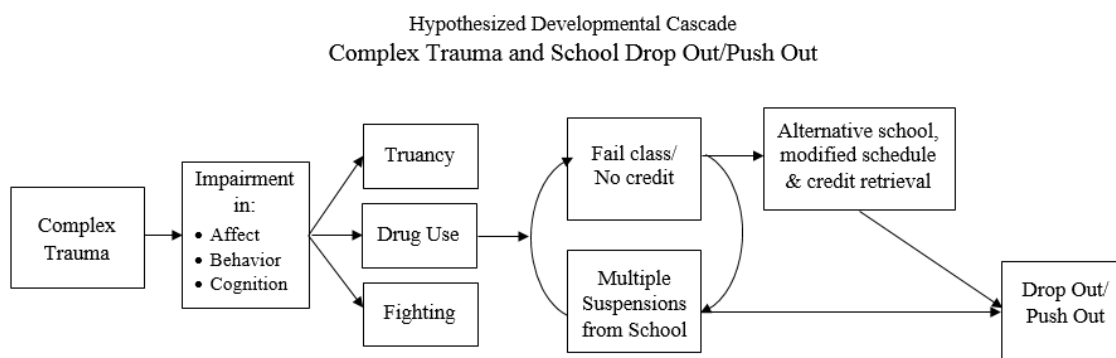 Hypothesized Developmental Cascade
Complex Trauma and School Drop Out/Push Out
Complex
Trauma
Impairment
in:
• Affect
• Behavior
• Cognition
Truancy
Drug Use
Fighting
Fail class/
No credit
Multiple
Suspensions
from School
Alternative school,
modified schedule
& credit retrieval
Drop Out/
Push Out